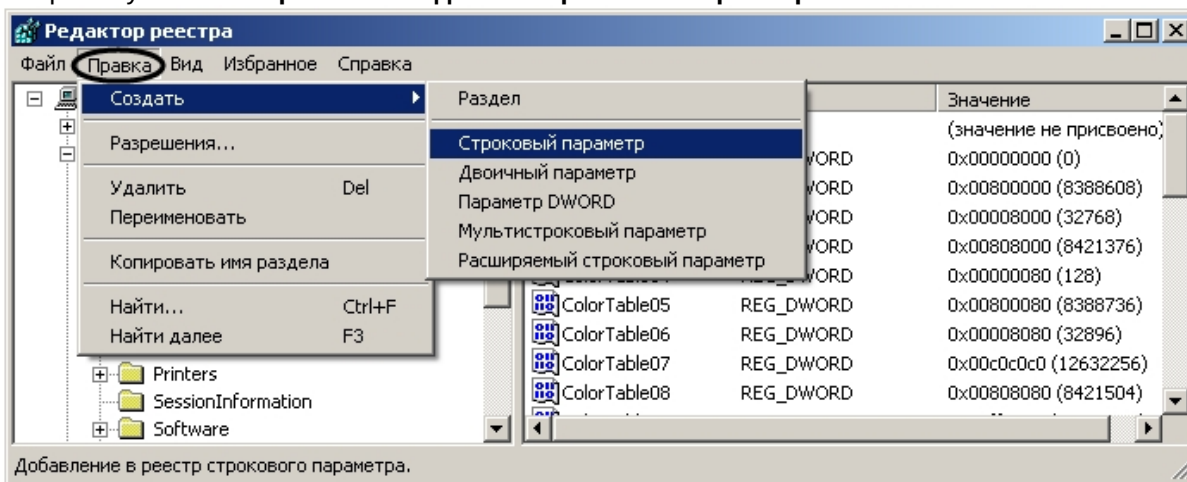 Редактор реестра
Файл Правка Вид Избранное Справка
Создать
Разрешения...
Удалить Del
Переименовать
Копировать имя раздела
Найти... Ctrl+F
Найти далее F3
Раздел
Строковый параметр
Двоичный параметр
Параметр DWORD
Мультистроковый параметр
Расширяемый строковый параметр
Значение
(значение не присвоено)
0x00000000 (0)
0x00800000 (8388608)
0x00008000 (32768)
0x00808000 (8421376)
0x00000080 (128)
ColorTable05 REG_DWORD 0x00800080 (8388736)
ColorTable06 REG_DWORD 0x00008080 (32896)
ColorTable07 REG_DWORD 0x00c0c0c0 (12632256)
ColorTable08 REG_DWORD 0x00808080 (8421504)
Printers
SessionInformation
Software
Добавление в реестр строкового параметра.